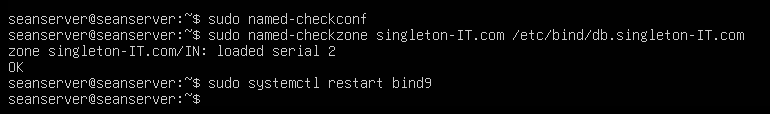 seanserver@seanserver:~$ sudo named-checkconf
seanserver@seanserver:~$ sudo named-checkzone singleton-IT.com /etc/bind/db.singleton-IT.com
zone singleton-IT.com/IN: loaded serial 2
OK
seanserver@seanserver:~$ sudo systemctl restart bind9
seanserver@seanserver:~$